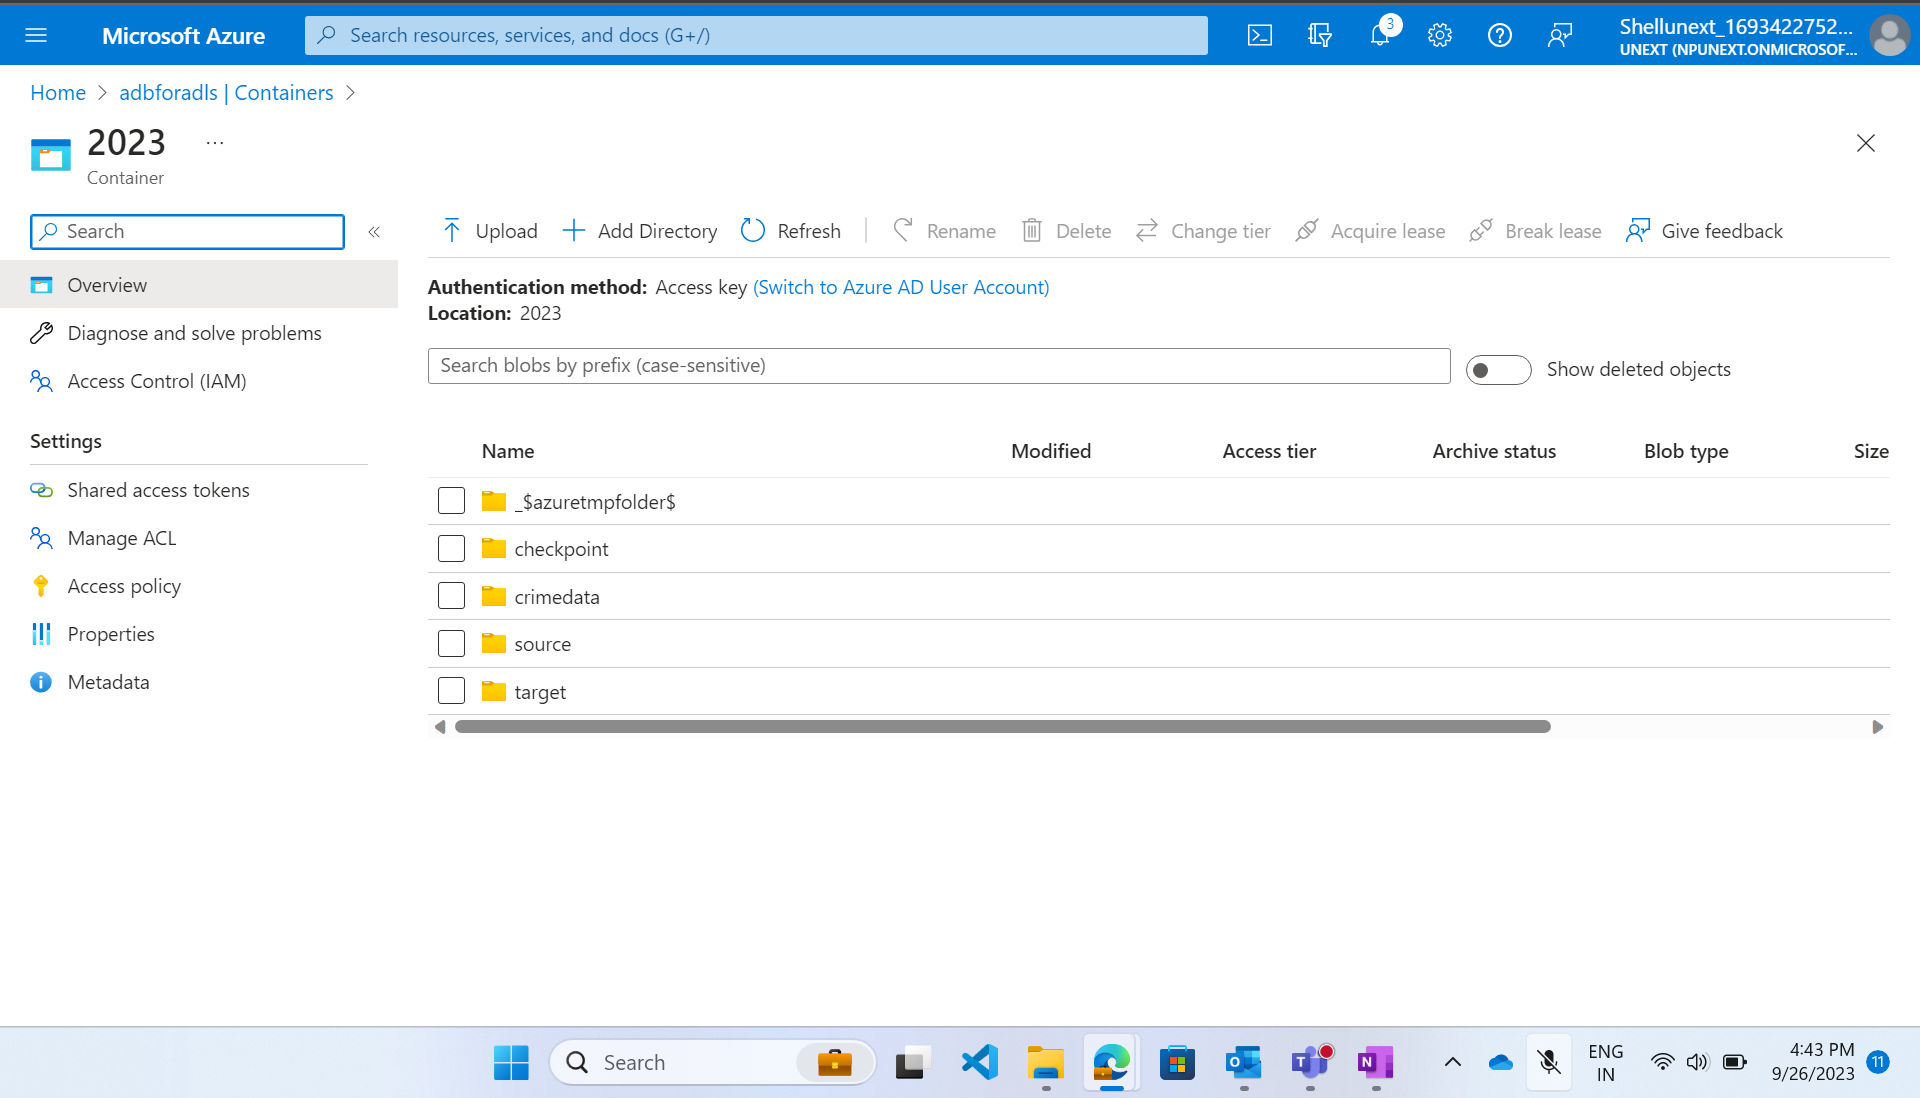 Microsoft Azure
Search resources, services, and docs (G+/)
3
Shellunext_1693422752...
UNEXT (NPUNEXT.ONMICROSOF...
Home > adbforadls | Containers >
2023 ...
Container
Search «
Upload Add Directory Refresh Rename Delete Change tier Acquire lease Break lease Give feedback
Overview
Diagnose and solve problems
Access Control (IAM)
Settings
Shared access tokens
Manage ACL
Access policy
Properties
Metadata
Authentication method: Access key (Switch to Azure AD User Account)
Location: 2023
Search blobs by prefix (case-sensitive)
Show deleted objects
Name Modified Access tier Archive status Blob type Size
_$azuretmpfolder$
checkpoint
crimedata
source
target
Search
ENG
IN
4:43 PM
9/26/2023
11